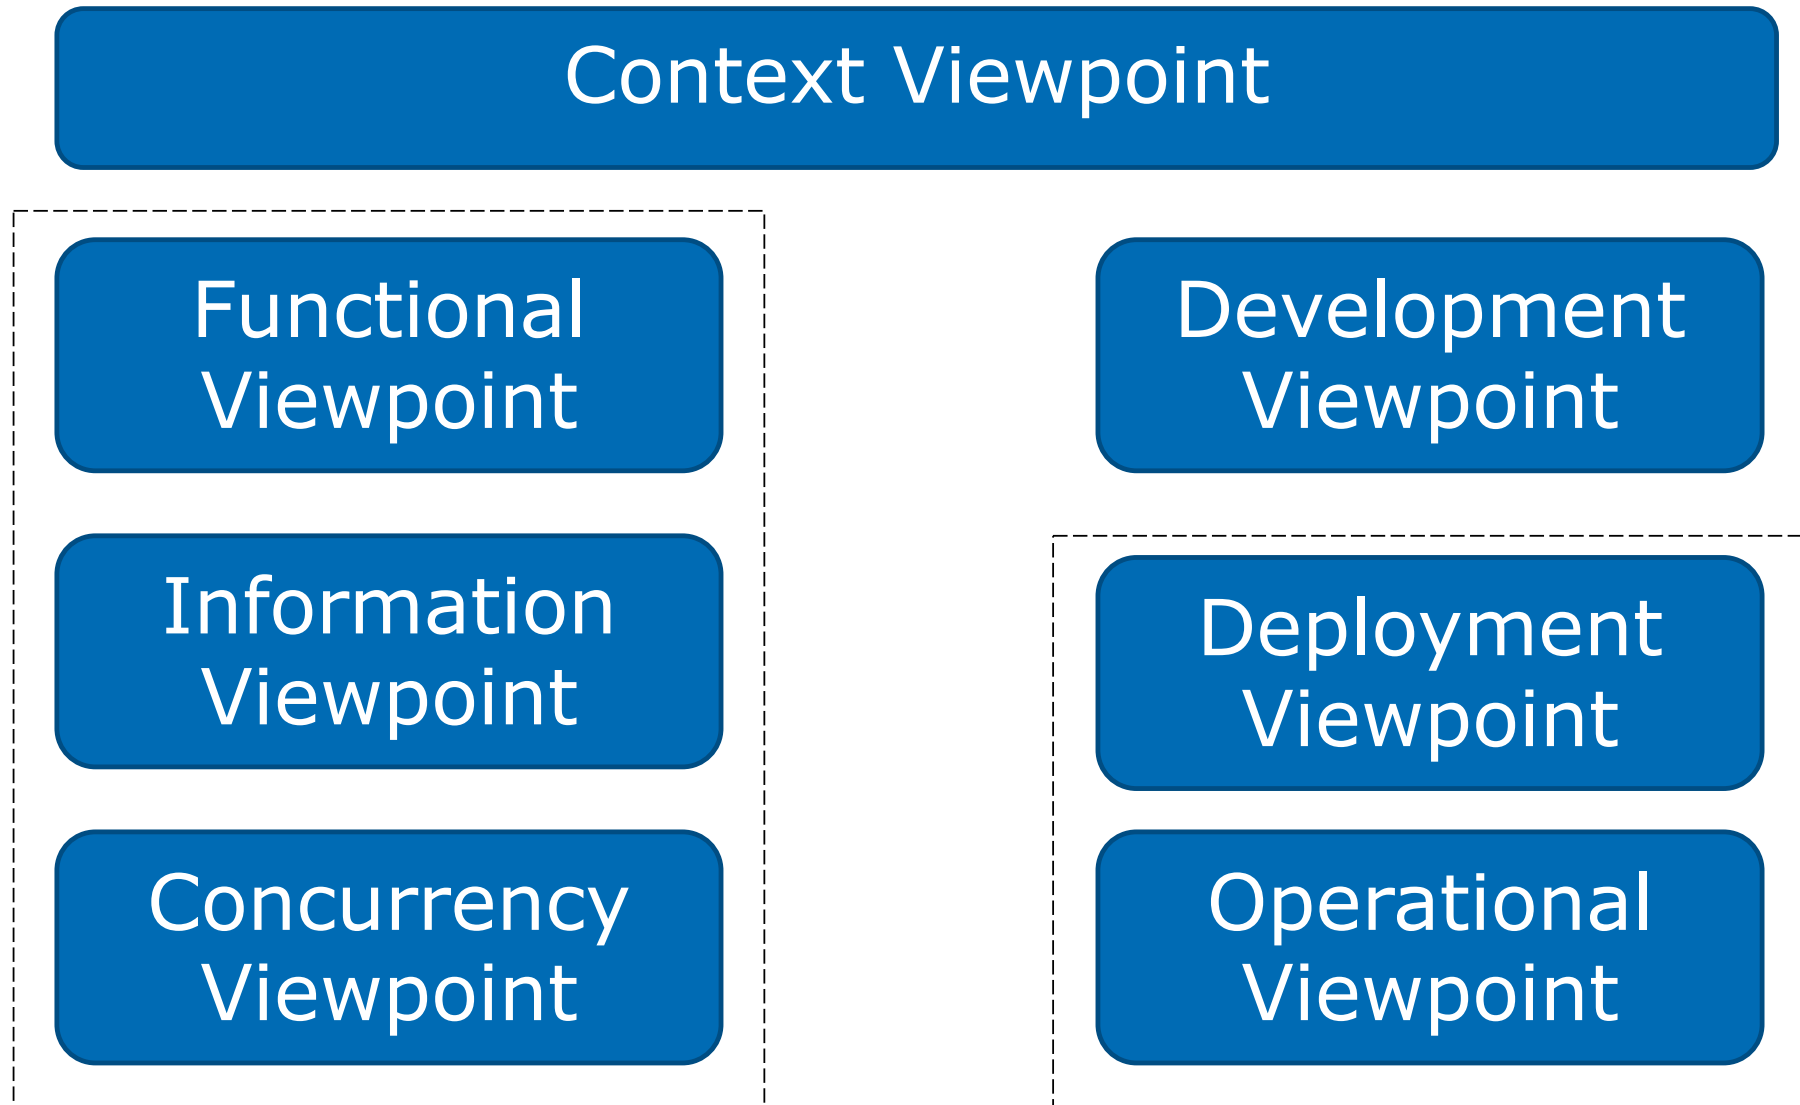 Context Viewpoint
Functional
Viewpoint
Development
Viewpoint
Information
Viewpoint
Deployment
Viewpoint
Concurrency
Viewpoint
Operational
Viewpoint